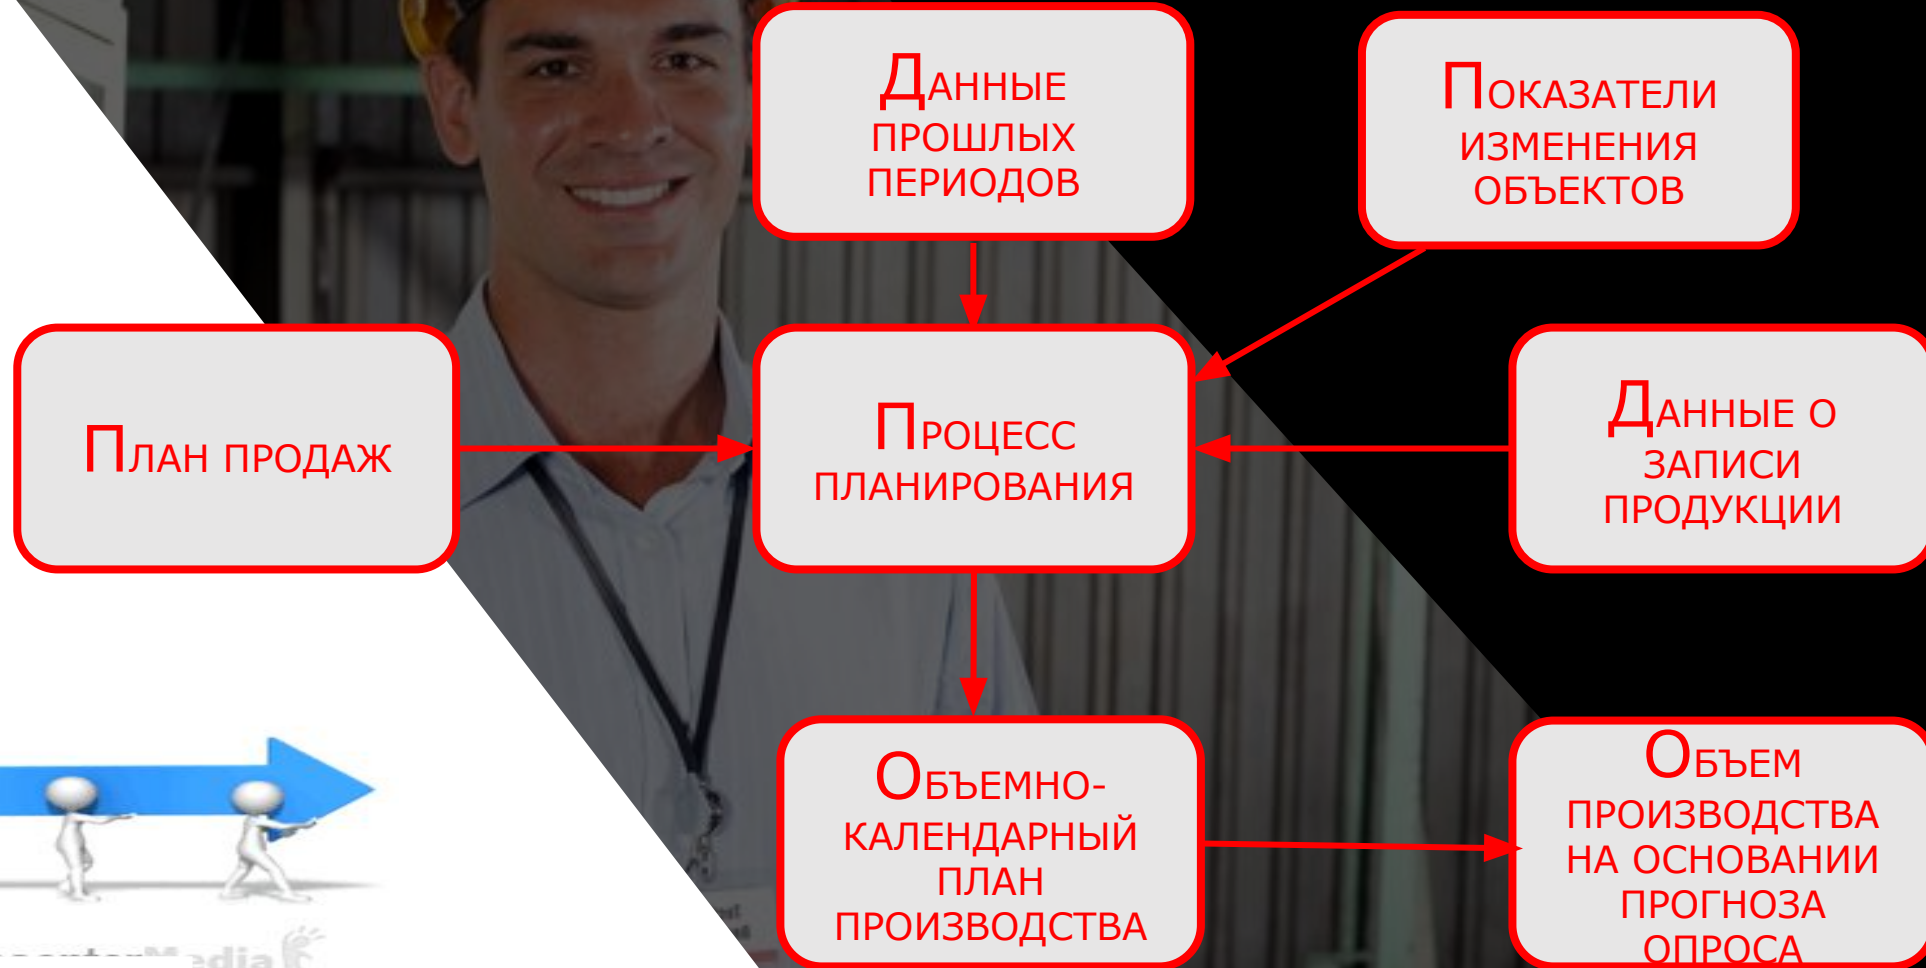 Данные
прошлых
периодов
Показатели
изменения
объектов
План продаж
Процесс
планирования
Данные о
записи
продукции
Объемно-
календарный
план
производства
Объем
производства
на основании
прогноза
опроса